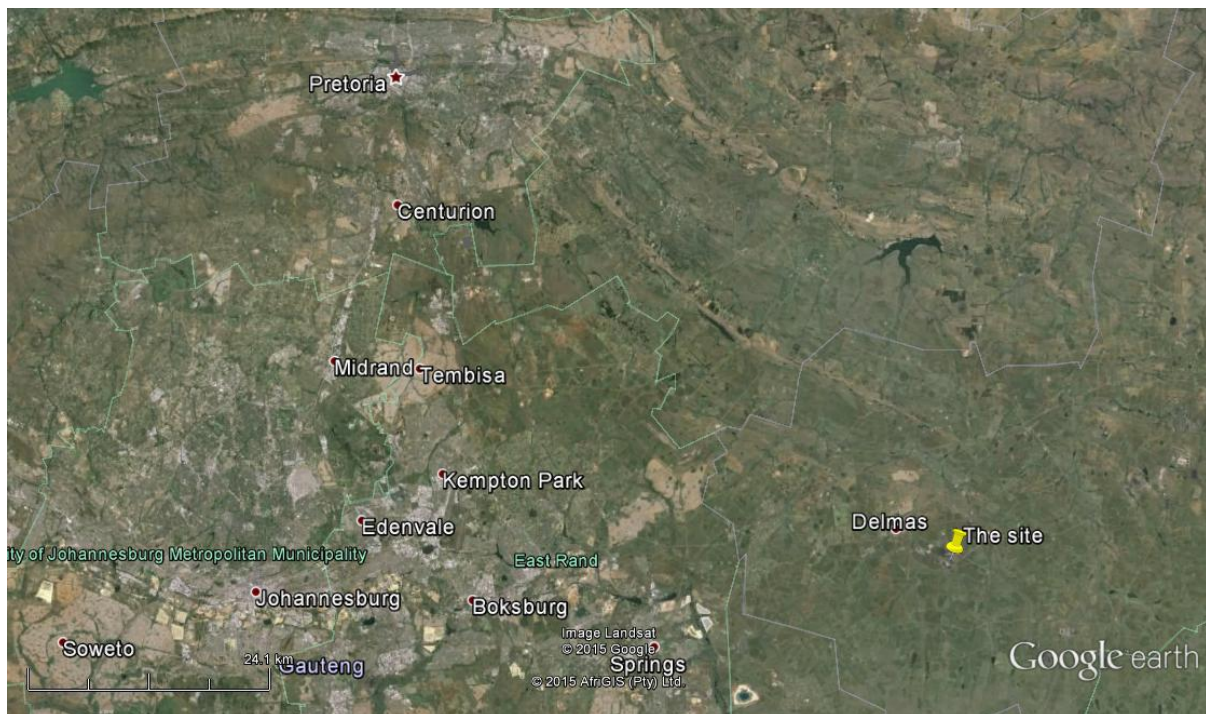 Pretoria
Centurion
Midrand
Tembisa
Kempton Park
Edenvale
Delmas
The site
ity of Johannesburg Metropolitan Municipality
East Rand
Johannesburg
Boksburg
Image Landsat
© 2015 Google
Soweto
24.1 km
Gauteng
Springs
© 2015 AfriGIS (Pty) Ltd.
Google earth